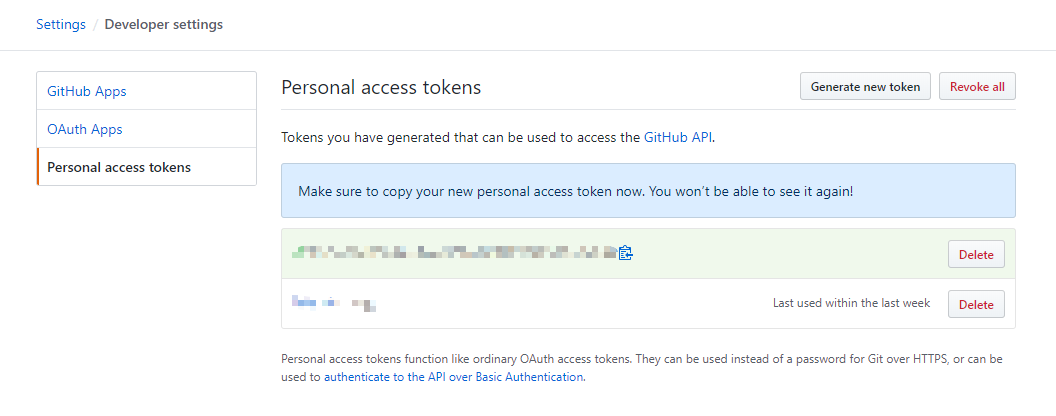 Settings / Developer settings
GitHub Apps
OAuth Apps
Personal access tokens
Personal access tokens
Generate new token
Revoke all
Tokens you have generated that can be used to access the GitHub API.
Make sure to copy your new personal access token now. You won't be able to see it again!
Delete
Last used within the last week
Delete
Personal access tokens function like ordinary OAuth access tokens. They can be used instead of a password for Git over HTTPS, or can be
used to authenticate to the API over Basic Authentication.